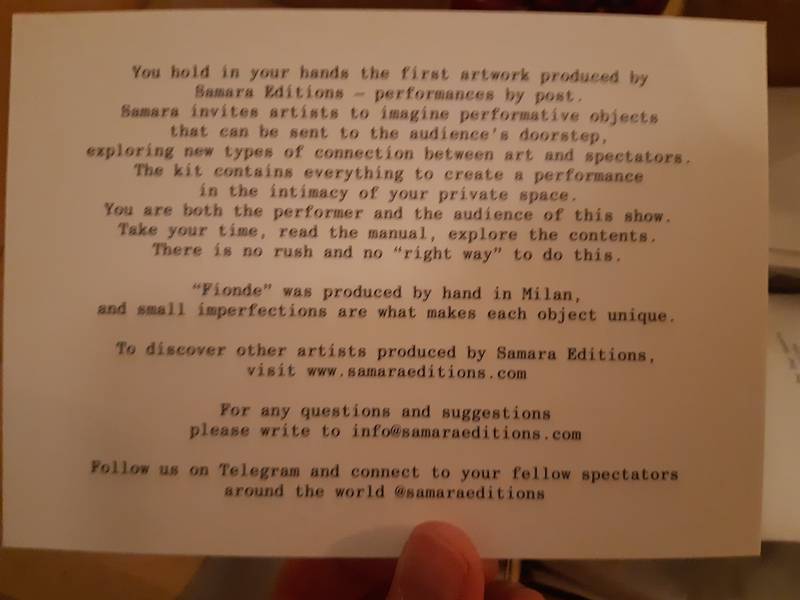 You hold in your hands the first artwork produced by
Samara Editions – performances by post.
Samara invites artists to imagine performative objects
that can be sent to the audience's doorstep,
exploring new types of connection between art and spectators.
The kit contains everything to create a performance
in the intimacy of your private space.
You are both the performer and the audience of this show.
Take your time, read the manual, explore the contents.
There is no rush and no “right way” to do this.
“Fionde” was produced by hand in Milan,
and small imperfections are what makes each object unique.
To discover other artists produced by Samara Editions,
visit www.samaraeditions.com
For any questions and suggestions
please write to info@samaraeditions.com
Follow us on Telegram and connect to your fellow spectators
around the world @samaraeditions